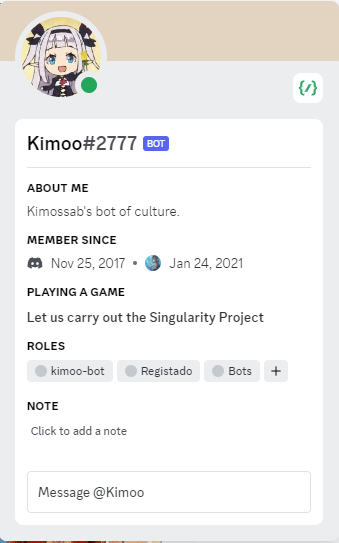 Kimoo#2777 BOT
ABOUT ME
Kimossab's bot of culture.
MEMBER SINCE
Nov 25, 2017 • Jan 24, 2021
PLAYING A GAME
Let us carry out the Singularity Project
ROLES
kimoo-bot Registado Bots +
NOTE
Click to add a note
Message @Kimoo